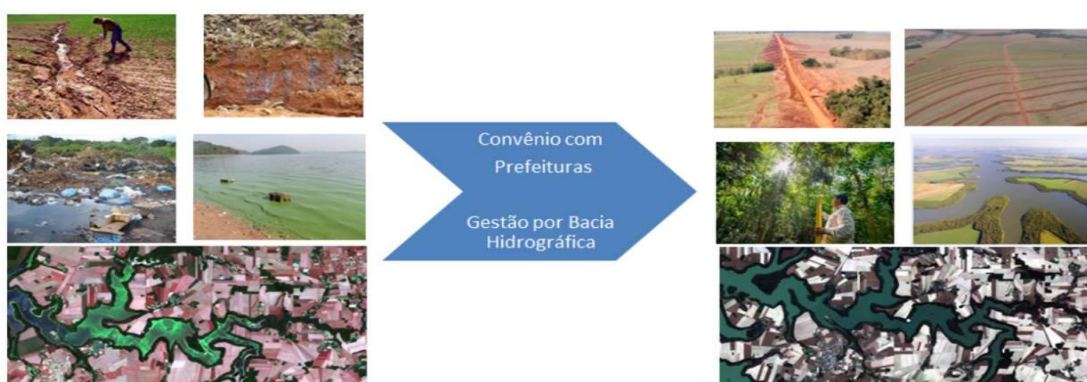 Convênio com
Prefeituras
Gestão por Bacia
Hidrográfica